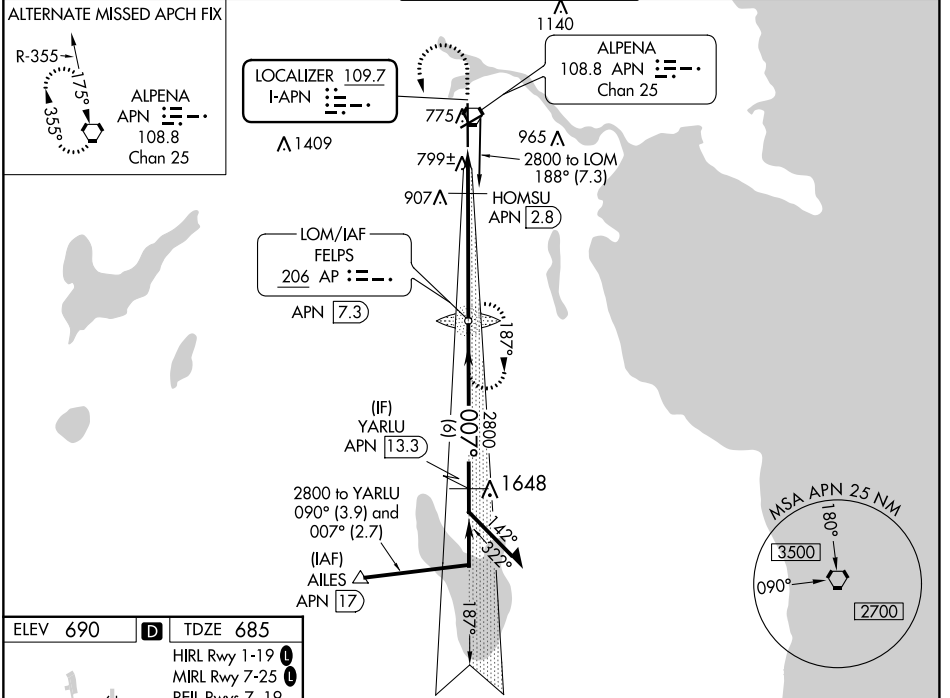 ALTERNATE MISSED APCH FIX
R-355
175°
355°
ALPENA
APN
108.8
Chan 25
1140
LOCALIZER 109.7
I-APN
ALPENA
108.8 APN
Chan 25
775
1409
965
799±
2800 to LOM
188° (7.3)
907
HOMSU
APN 2.8
LOM/IAF
FELPS
206 AP
APN 7.3
187°
(IF)
YARLU
APN 13.3
(6)
007°
2800
1648
2800 to YARLU
090° (3.9) and
007° (2.7)
142°
322°
(IAF)
AILES
APN 17
187°
MSA APN 25 NM
180°
3500
090°
2700
ELEV 690 D TDZE 685
HIRL Rwy 1-19 L
MIRL Rwy 7-25 L
REIL Rwys 7, 19